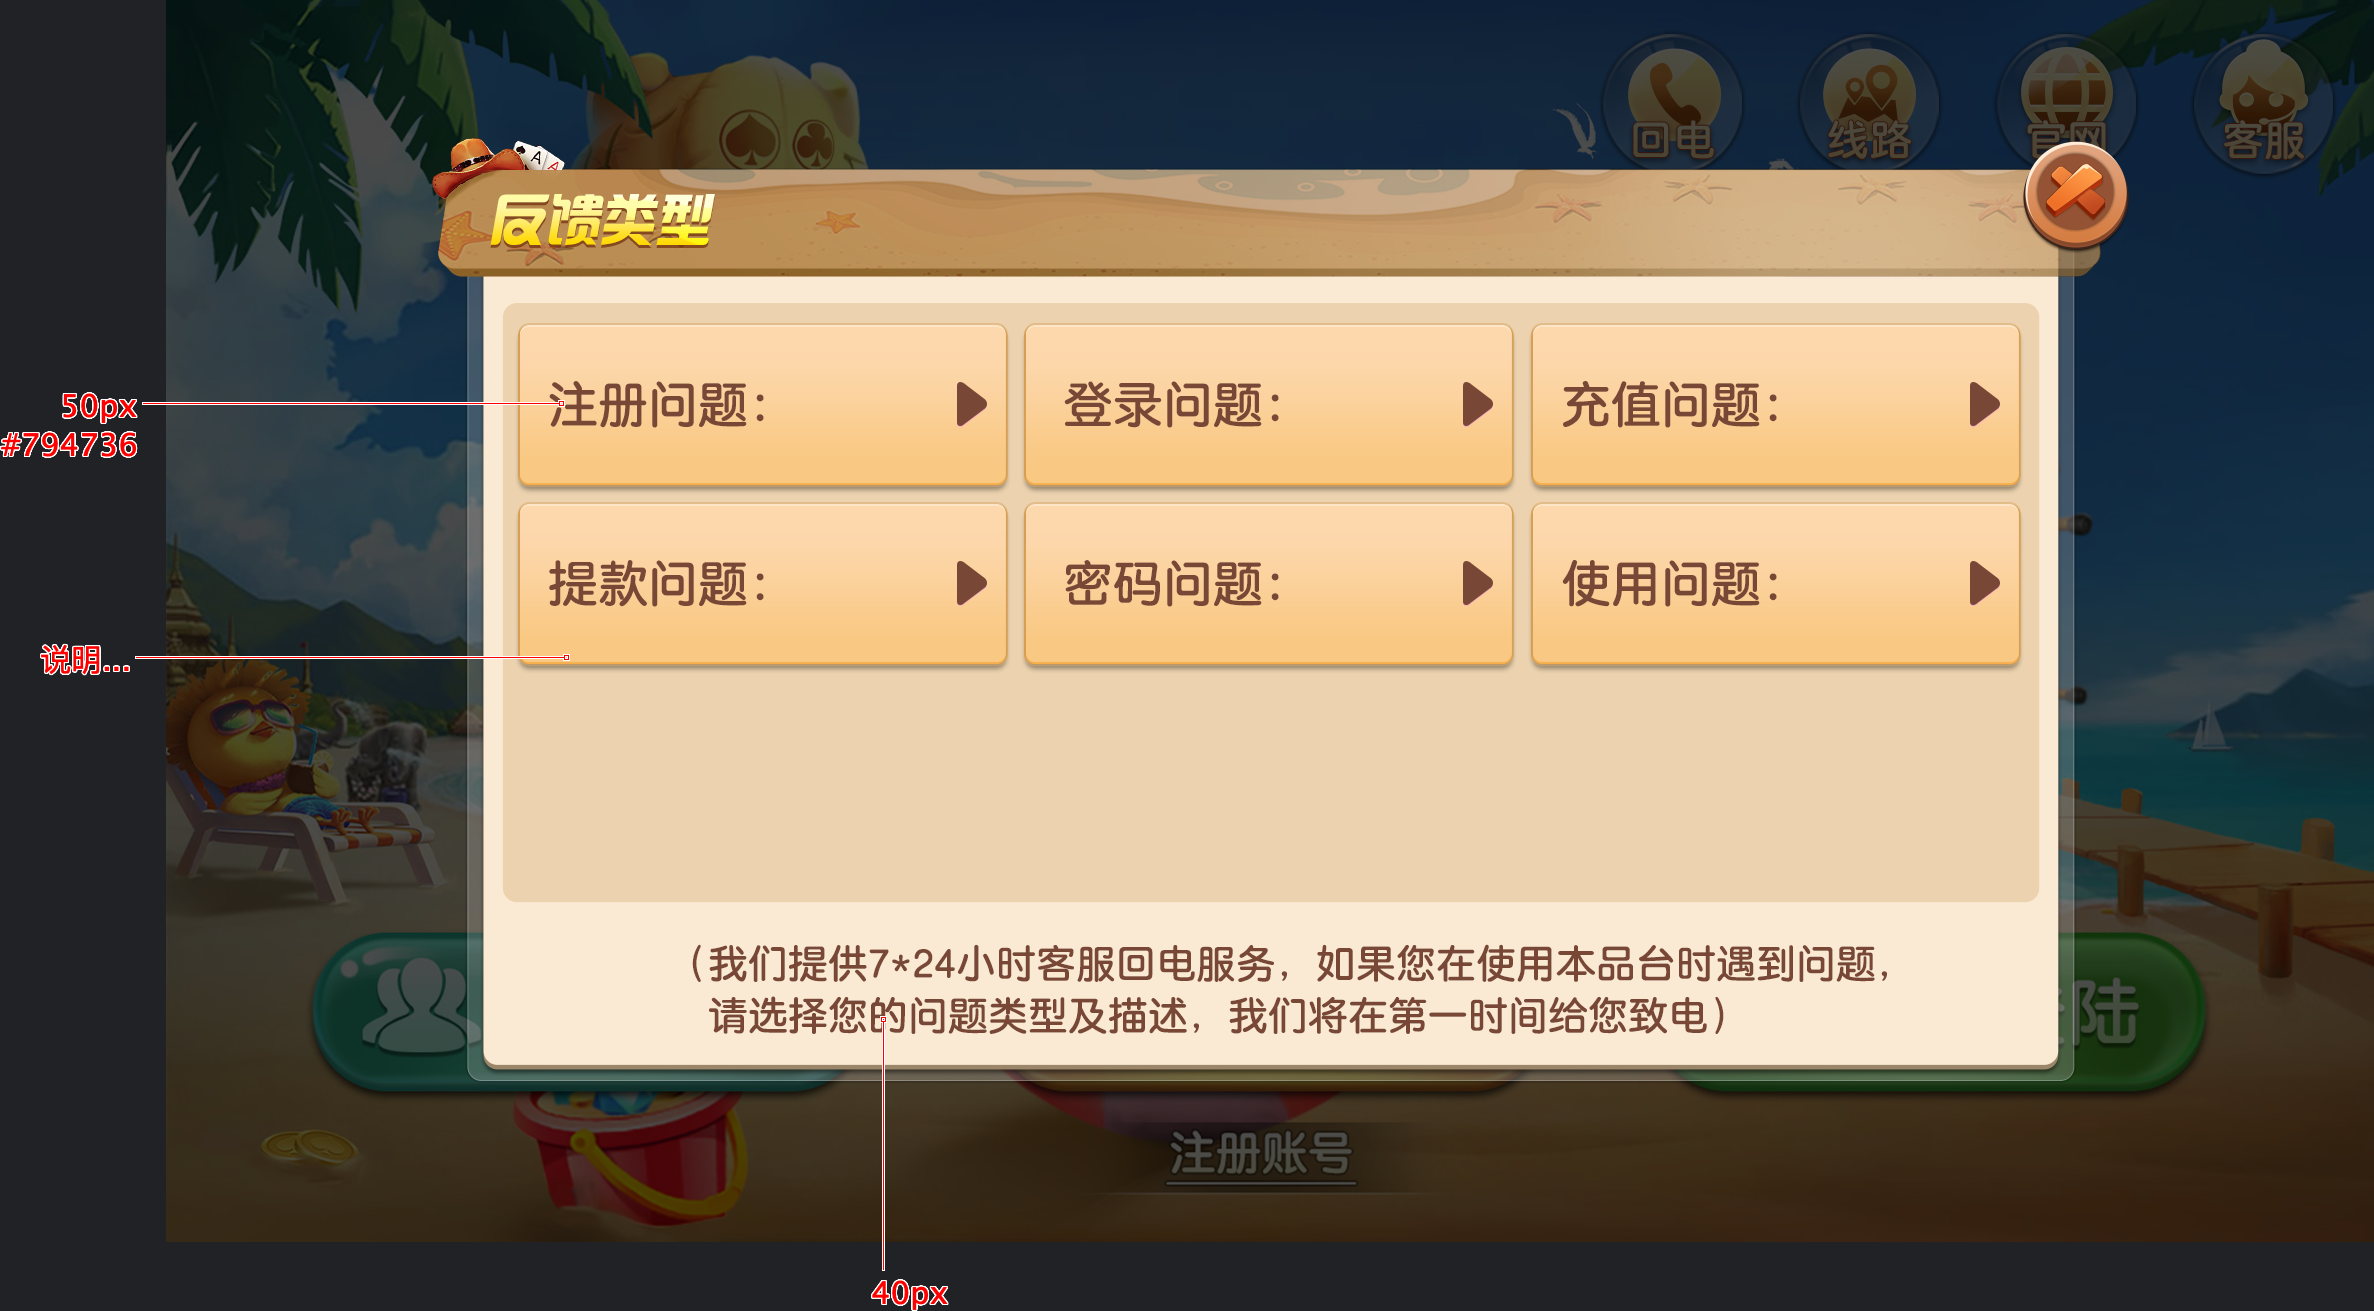 回电
线路
官网
客服
A
A
反馈类型
50px
#794736
注册问题：
登录问题：
充值问题：
提款问题：
密码问题：
使用问题：
说明...
（我们提供7*24小时客服回电服务，如果您在使用本品台时遇到问题，
请选择您的问题类型及描述，我们将在第一时间给您致电）
陆
注册账号
40px